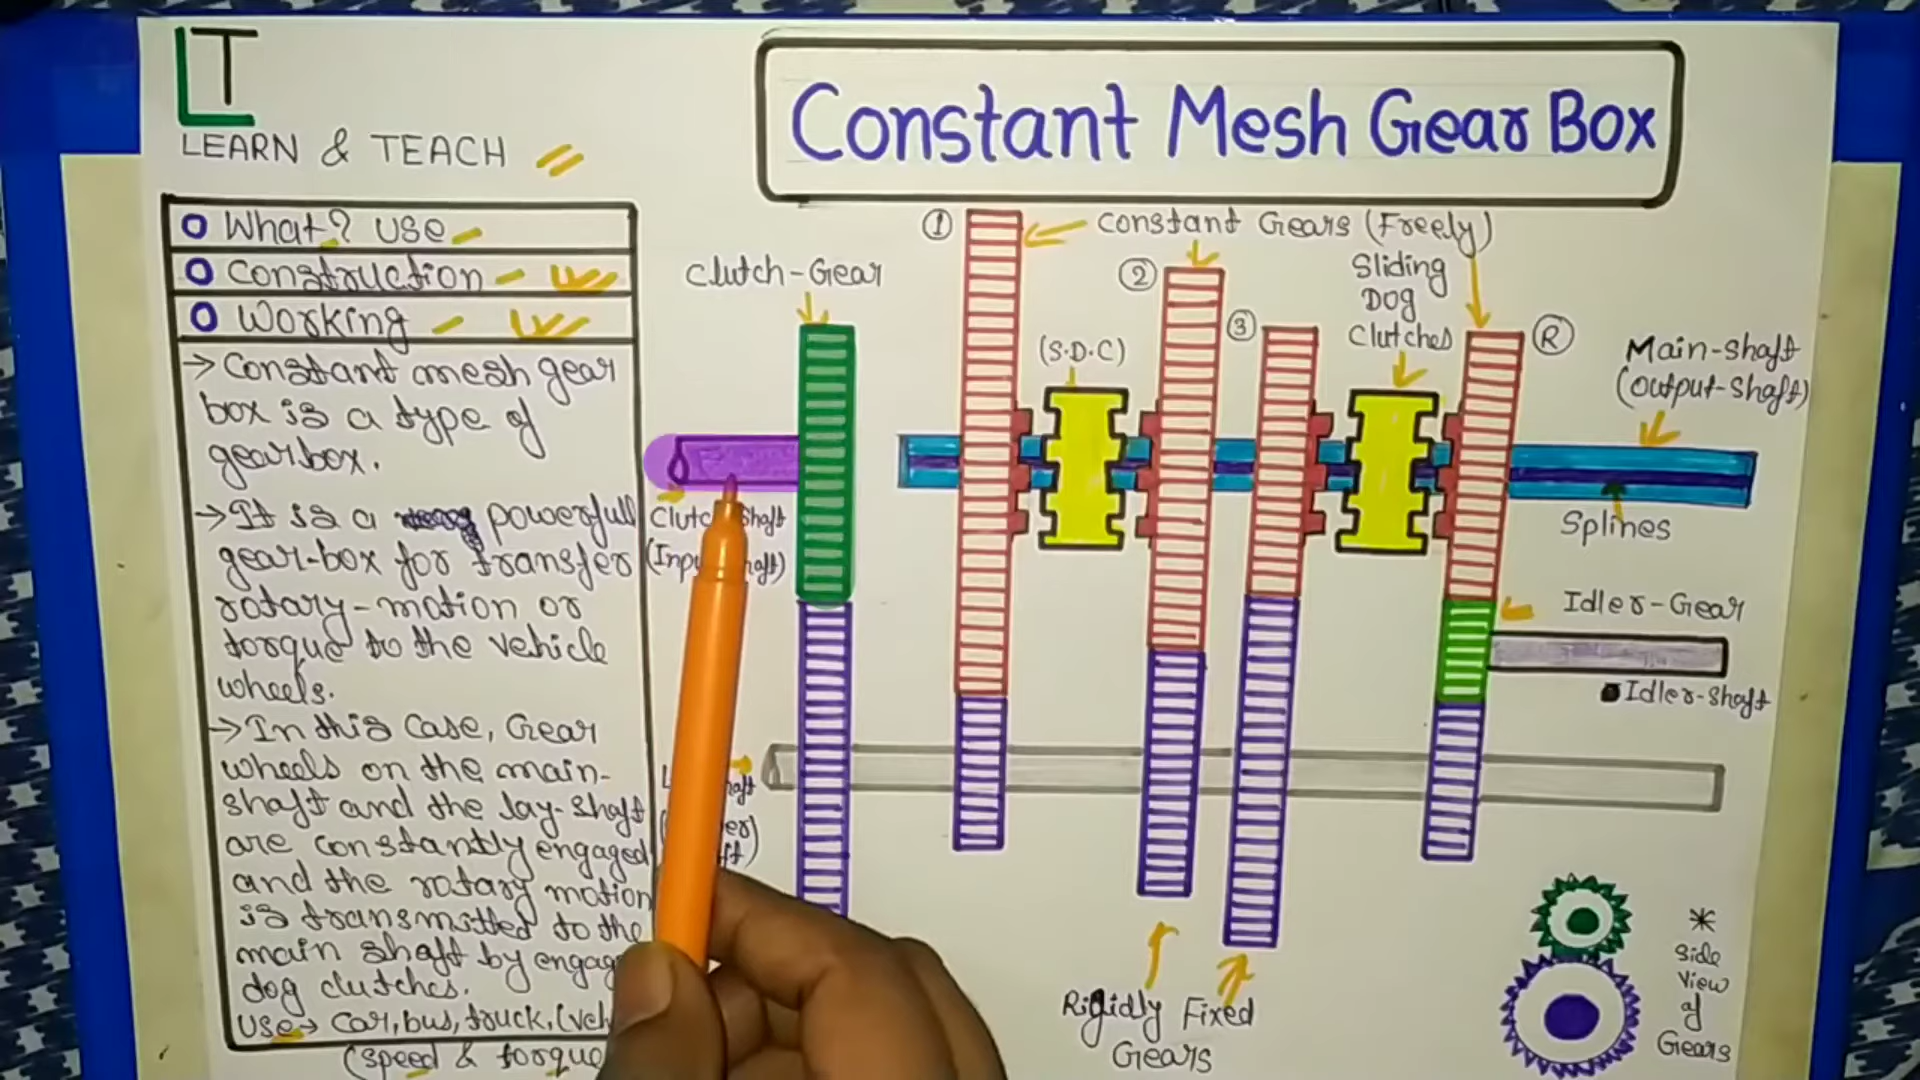 LT
LEARN & TEACH
Constant Mesh Gear Box
What? use
Construction
Working
→ Constant mesh gear
box is a type of
gearbox.
→ It is a powerfull
gear-box for transfer
rotary-motion or
torque to the vehicle
wheels.
→ In this case, Gear
wheels on the main-
shaft and the lay-shaft
are constantly engaged
and the rotary motion
is transmitted to the
main shaft by
dog clutches.
Use → Car, bus, truck,
(speed & torque
Clutch-Gear
1
Constant Gears (Freely)
2
3
Sliding
Dog
Clutches
(S.D.C)
R
Main-shaft
(output-shaft)
Splines
Idler-Gear
Idler-shaft
Rigidly Fixed
Gears
*
Side
View
of
Gears